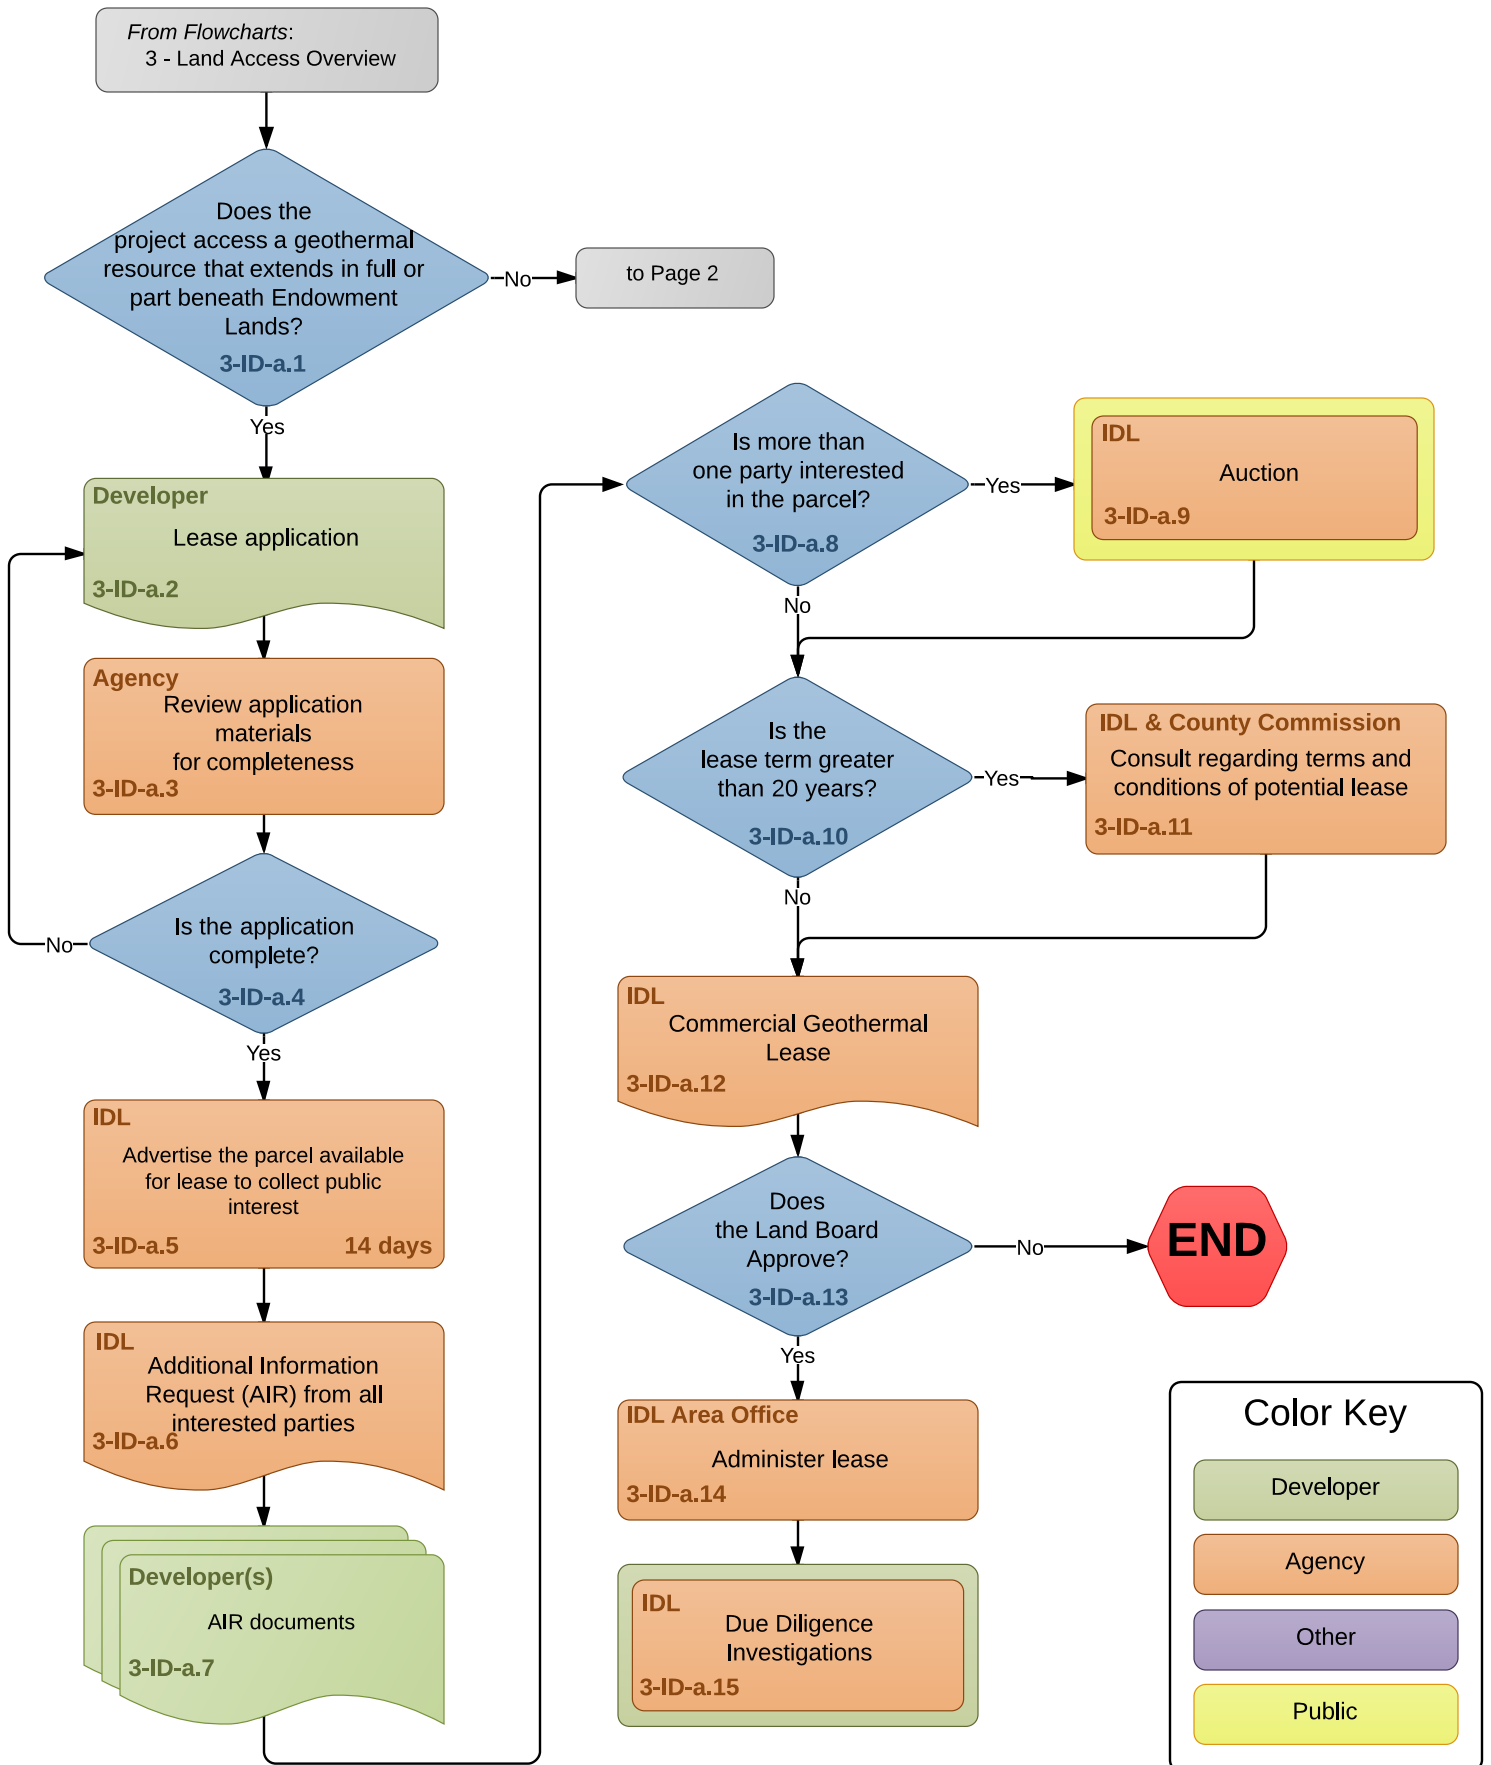 From Flowcharts:
3 - Land Access Overview
Does the
project access a geothermal
resource that extends in full or
part beneath Endowment
Lands?
3-ID-a.1
No
to Page 2
Yes
Developer
Lease application
3-ID-a.2
Agency
Review application
materials
for completeness
3-ID-a.3
Is the application
complete?
3-ID-a.4
No
Yes
IDL
Advertise the parcel available
for lease to collect public
interest
3-ID-a.5 14 days
IDL
Additional Information
Request (AIR) from all
interested parties
3-ID-a.6
Developer(s)
AIR documents
3-ID-a.7
Is more than
one party interested
in the parcel?
3-ID-a.8
Yes
IDL
Auction
3-ID-a.9
No
Is the
lease term greater
than 20 years?
3-ID-a.10
Yes
IDL & County Commission
Consult regarding terms and
conditions of potential lease
3-ID-a.11
No
IDL
Commercial Geothermal
Lease
3-ID-a.12
Does
the Land Board
Approve?
3-ID-a.13
No
END
Yes
IDL Area Office
Administer lease
3-ID-a.14
IDL
Due Diligence
Investigations
3-ID-a.15
Color Key
Developer
Agency
Other
Public